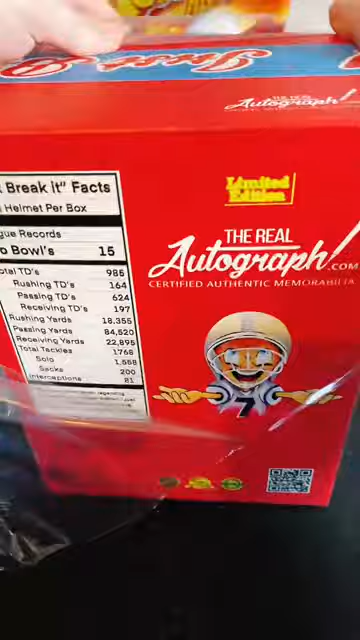 THE REAL
Autograph!
Break it" Facts
Helmet Per Box
gue Records
o Bowl's 15
otal TD's 985
Rushing TD's 164
Passing TD's 624
Receiving TD's 197
Rushing Yards 18,355
Passing Yards 84,520
Receiving Yards 22,895
Total Tackles 1768
Solo 1,568
Sacks 200
Interceptions 81
Limited
Edition
THE REAL
Autograph!.COM
CERTIFIED AUTHENTIC MEMORABILIA
7